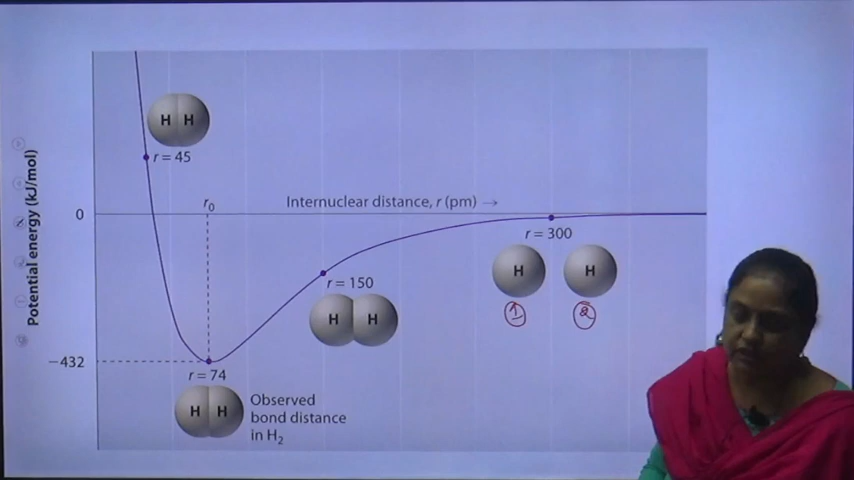 H H
r = 45
r₀
Internuclear distance, r (pm) →
0
r = 300
H H
1 2
Potential energy (kJ/mol)
r = 150
H H
−432
r = 74
H H
Observed
bond distance
in H₂